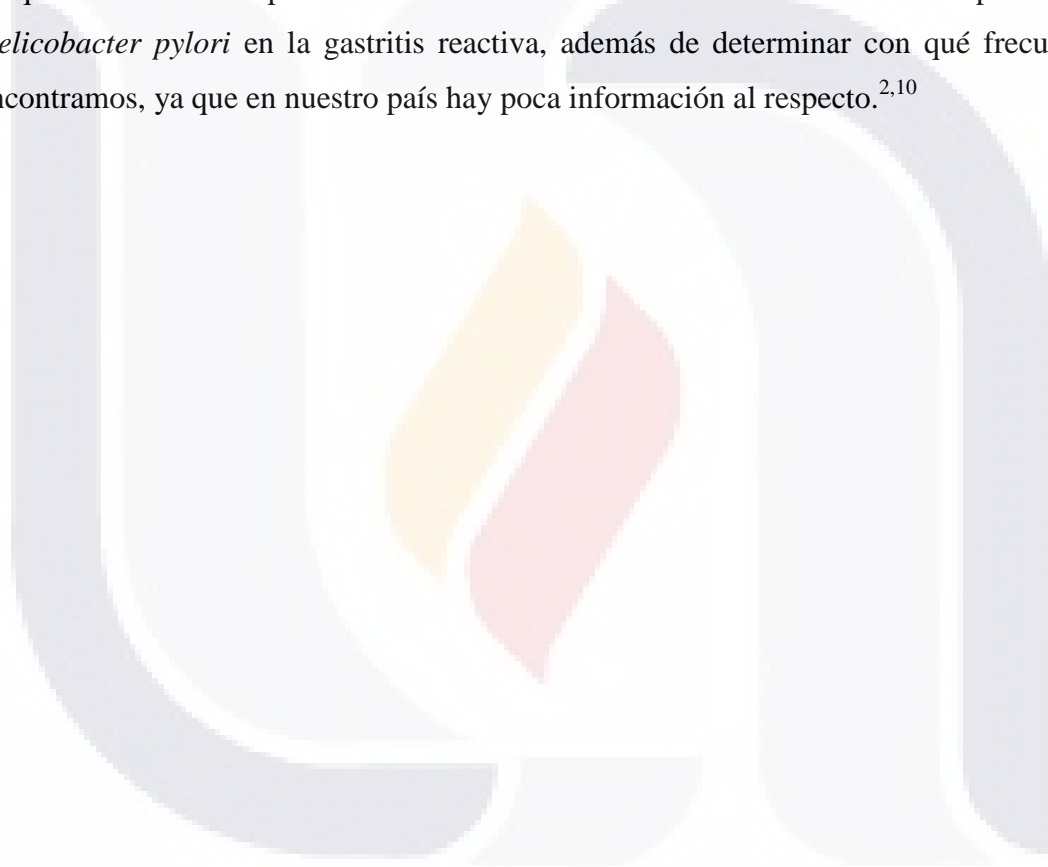 elicobacter pylori en la gastritis reactiva, además de determinar con qué frecu
ncontramos, ya que en nuestro país hay poca información al respecto.2,10